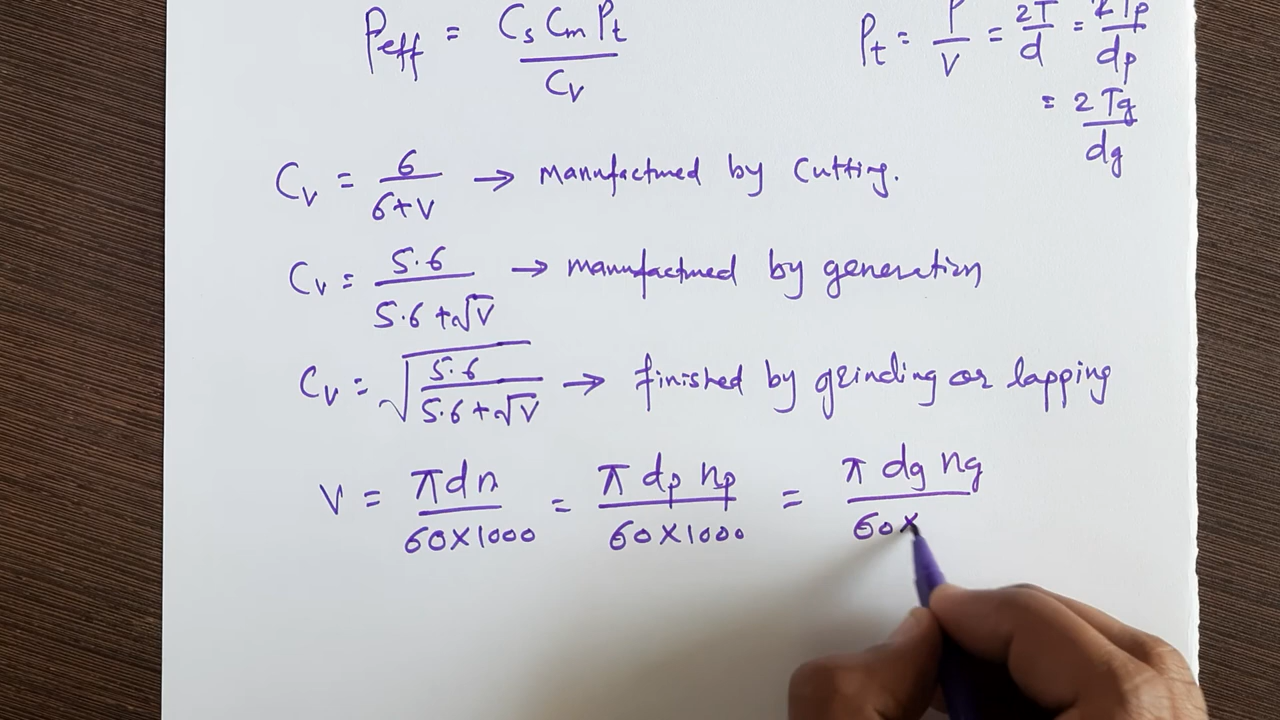 Peff = Cs Cm Pt / Cv
Pt = P / V = 2T / d = 2Tp / dp
= 2Tg / dg
Cv = 6 / 6+V → Manufactured by Cutting.
Cv = 5.6 / 5.6+√V → manufactured by generation
Cv = √(5.6 / 5.6+√V) → finished by grinding or lapping
V = πdn / 60×1000 = π dp np / 60×1000 = π dg ng / 60×